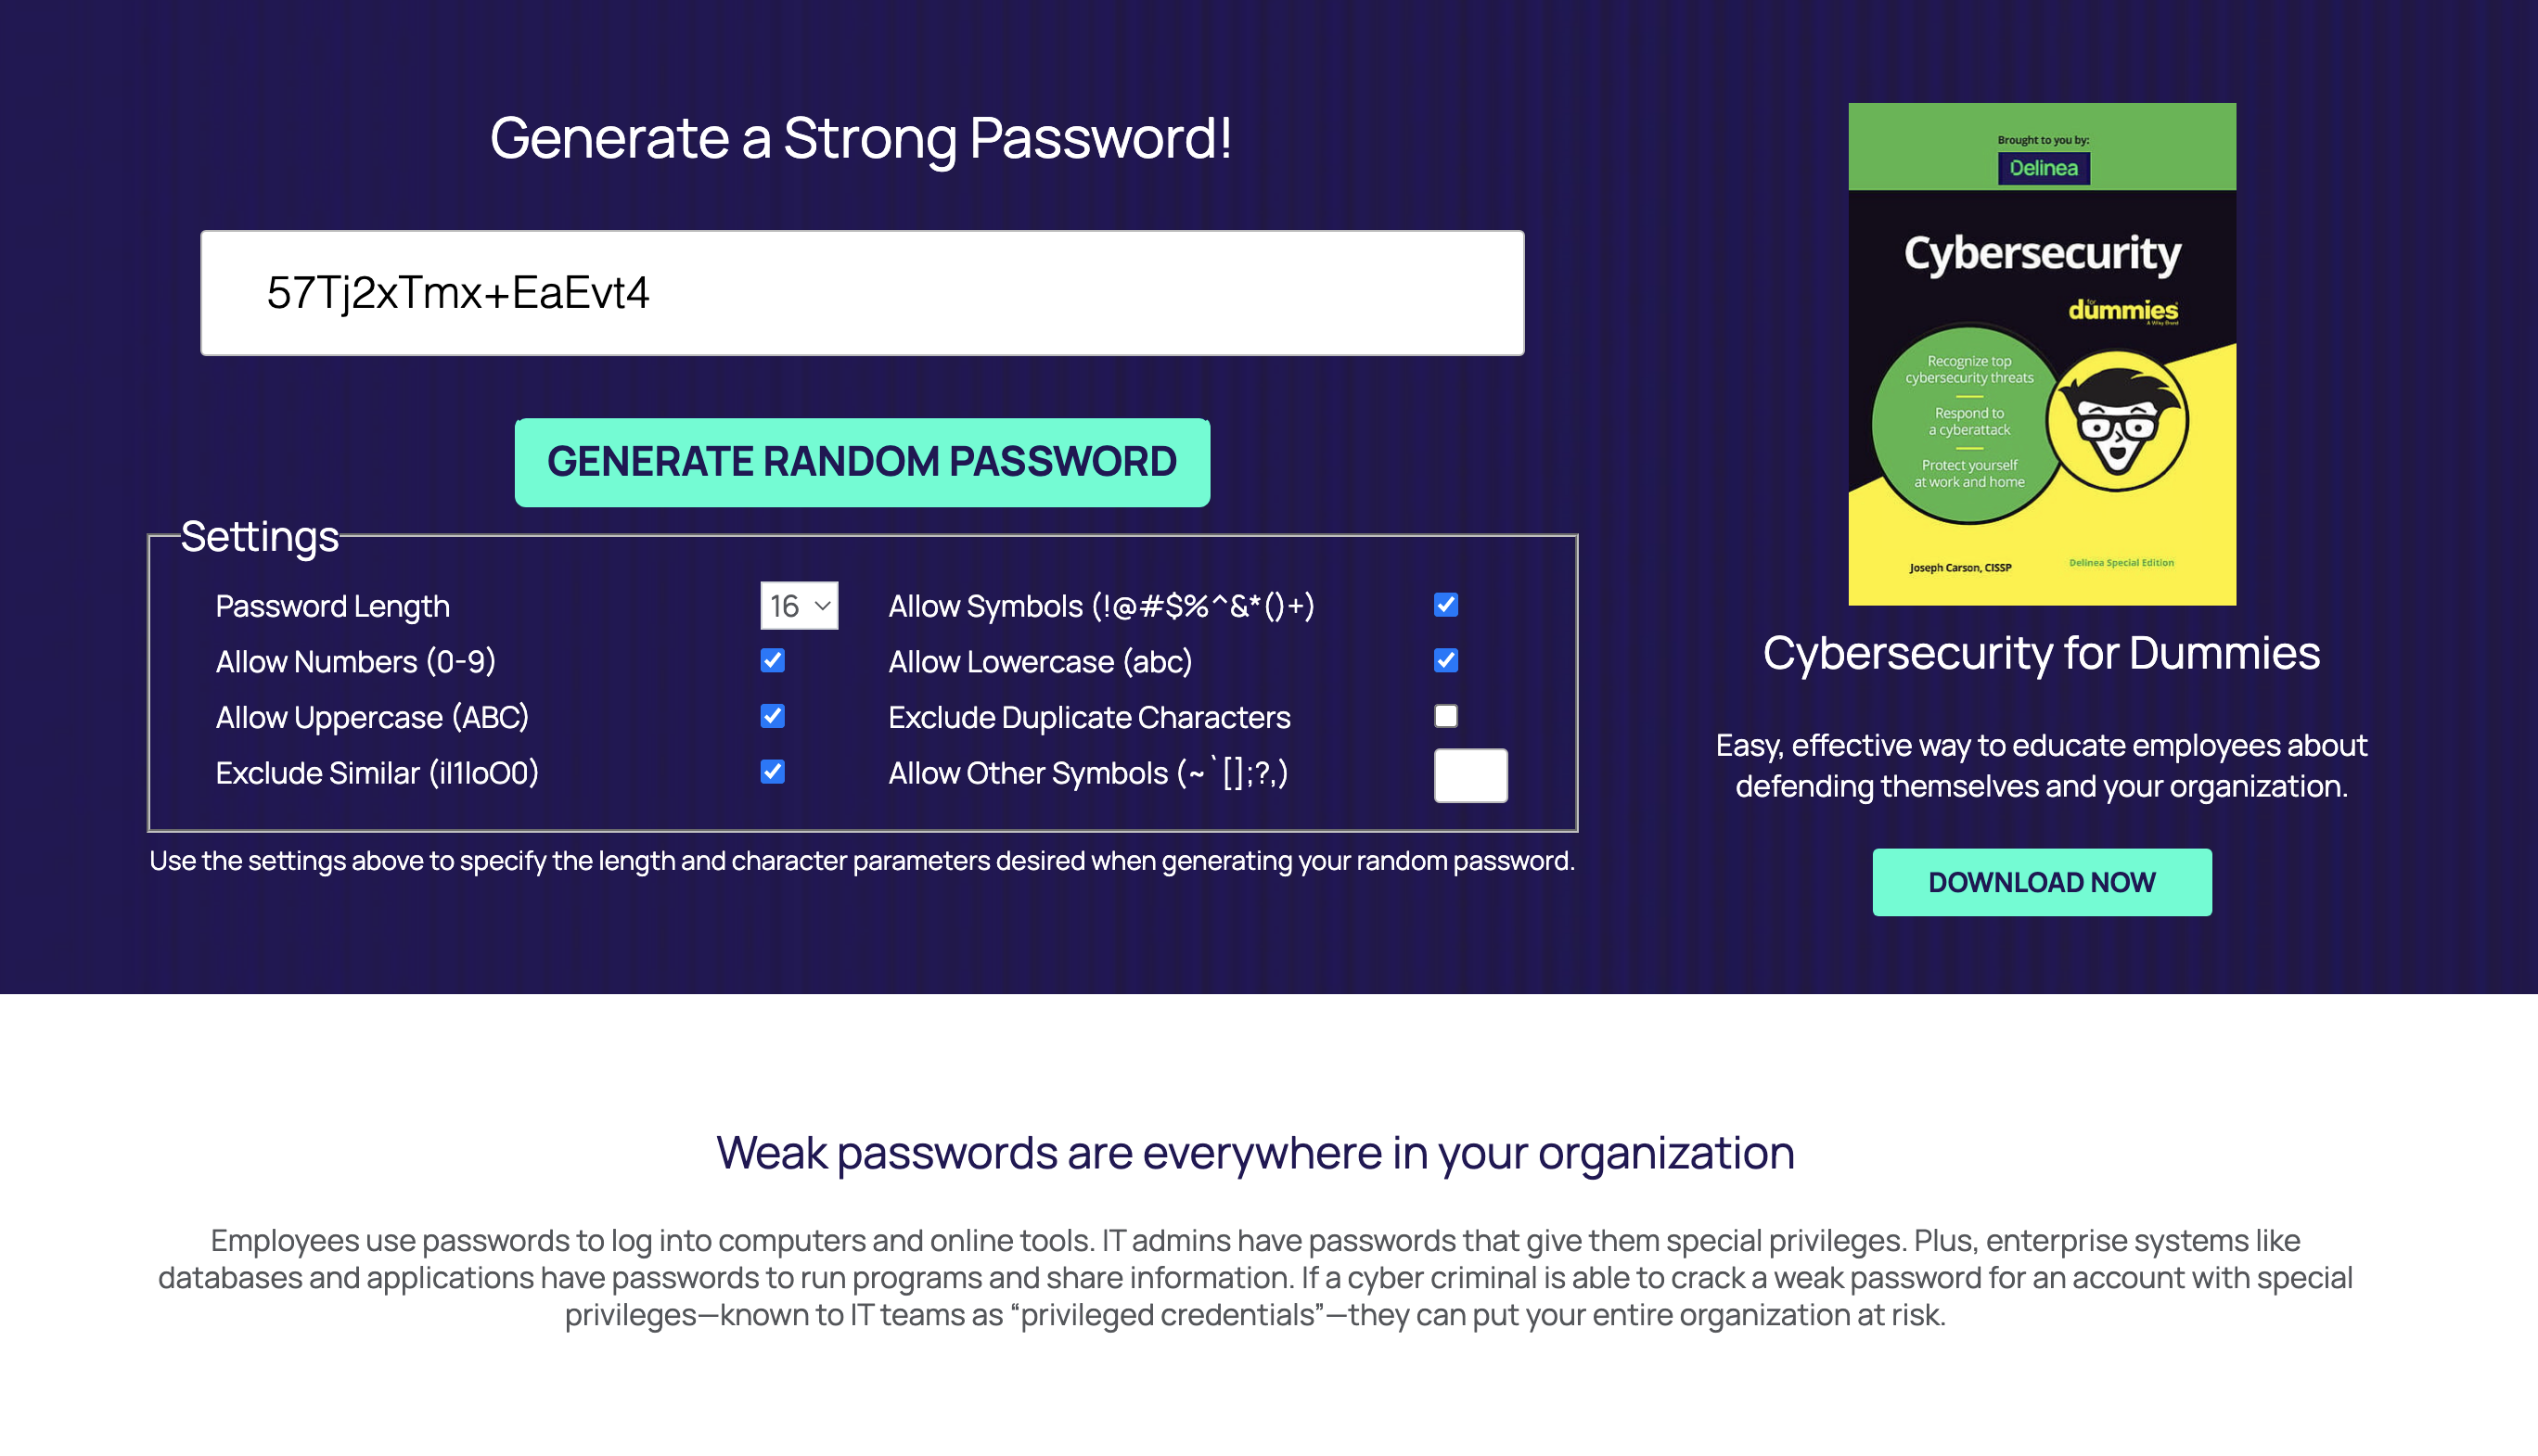 Generate a Strong Password!
57Tj2xTmx+EaEvt4
GENERATE RANDOM PASSWORD
Settings
Password Length
16
Allow Symbols (!@#$%^&*()+)
Allow Numbers (0-9)
Allow Lowercase (abc)
Allow Uppercase (ABC)
Exclude Duplicate Characters
Exclude Similar (iI1loO0)
Allow Other Symbols (~`[];?,)
Use the settings above to specify the length and character parameters desired when generating your random password.
Brought to you by:
Delinea
Cybersecurity
for
dummies
A Wiley Brand
Recognize top
cybersecurity threats
Respond to
a cyberattack
Protect yourself
at work and home
Joseph Carson, CISSP
Delinea Special Edition
Cybersecurity for Dummies
Easy, effective way to educate employees about
defending themselves and your organization.
DOWNLOAD NOW
Weak passwords are everywhere in your organization
Employees use passwords to log into computers and online tools. IT admins have passwords that give them special privileges. Plus, enterprise systems like
databases and applications have passwords to run programs and share information. If a cyber criminal is able to crack a weak password for an account with special
privileges—known to IT teams as “privileged credentials”—they can put your entire organization at risk.